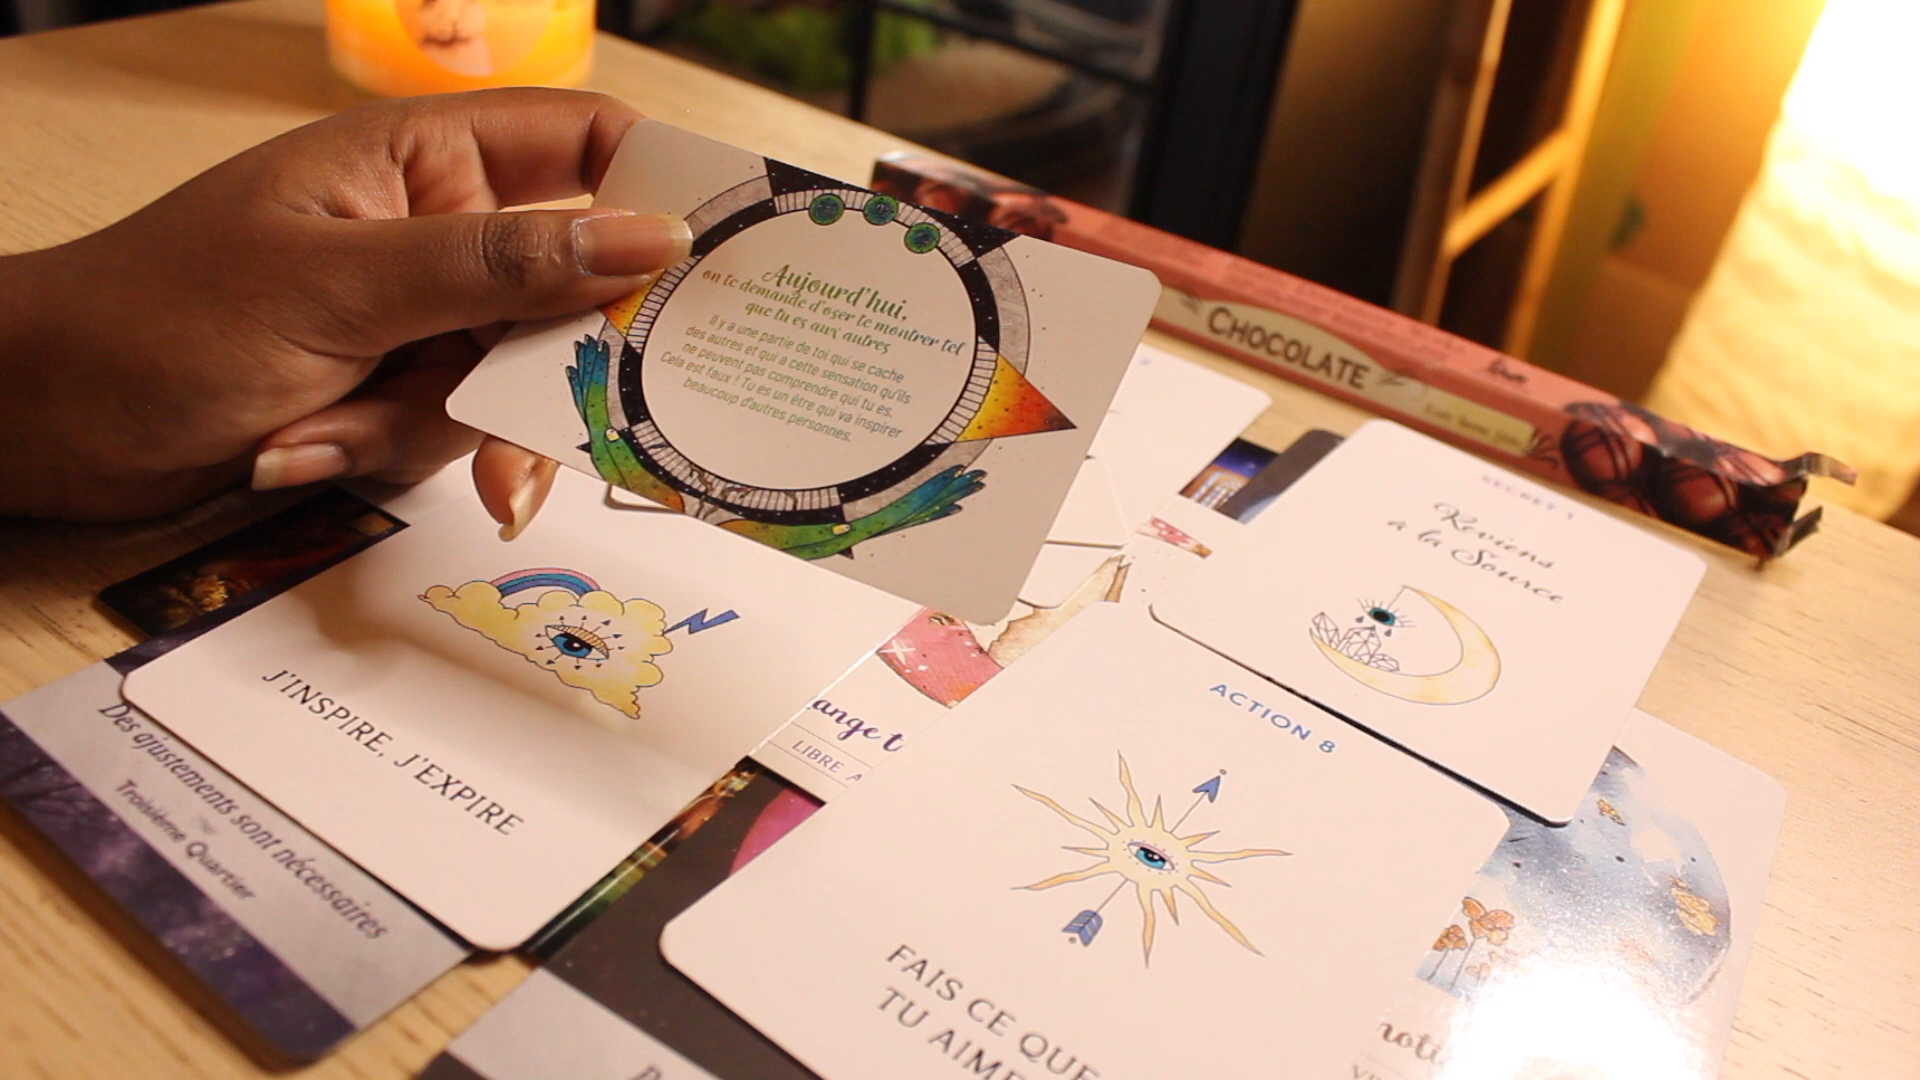 Aujourd'hui,
on te demande d'oser te montrer tel
que tu es aux autres
Il y a une partie de toi qui se cache
des autres et qui a cette sensation qu'ils
ne peuvent pas comprendre qui tu es.
Cela est faux ! Tu es un être qui va inspirer
beaucoup d'autres personnes.
CHOCOLATE
SECRET
Reviens
à la Source
J'INSPIRE, J'EXPIRE
Des ajustements sont nécessaires
Troisième Quartier
ange t
LIBRE A
ACTION 8
FAIS CE QUE
TU AIME
noti